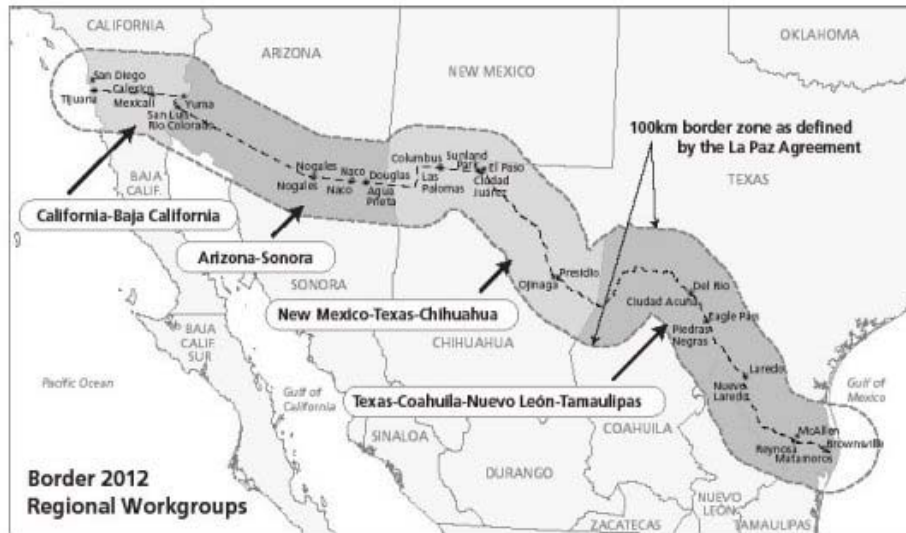 CALIFORNIA
ARIZONA
NEW MEXICO
OKLAHOMA
San Diego
Calexico
Tijuana
Mexicali
Yuma
San Luis
Rio Colorado
100km border zone as defined
by the La Paz Agreement
TEXAS
BAJA
CALIF.
Nogales
Nogales
Naco
Naco
Douglas
Agua
Prieta
Columbus
Las
Palomas
Sunland
Park
El Paso
Ciudad
Juárez
California-Baja California
Arizona-Sonora
SONORA
Ojinaga
Presidio
New Mexico-Texas-Chihuahua
CHIHUAHUA
Del Rio
Ciudad Acuña
Eagle Pass
Piedras
Negras
BAJA
CALIF
SUR
Pacific Ocean
Gulf of
California
Texas-Coahuila-Nuevo León-Tamaulipas
Laredo
Nuevo
Laredo
Gulf of
Mexico
SINALOA
COAHUILA
McAllen
Brownsville
Reynosa
Matamoros
DURANGO
Border 2012
Regional Workgroups
NUEVO
LEÓN
ZACATECAS
TAMAULIPAS